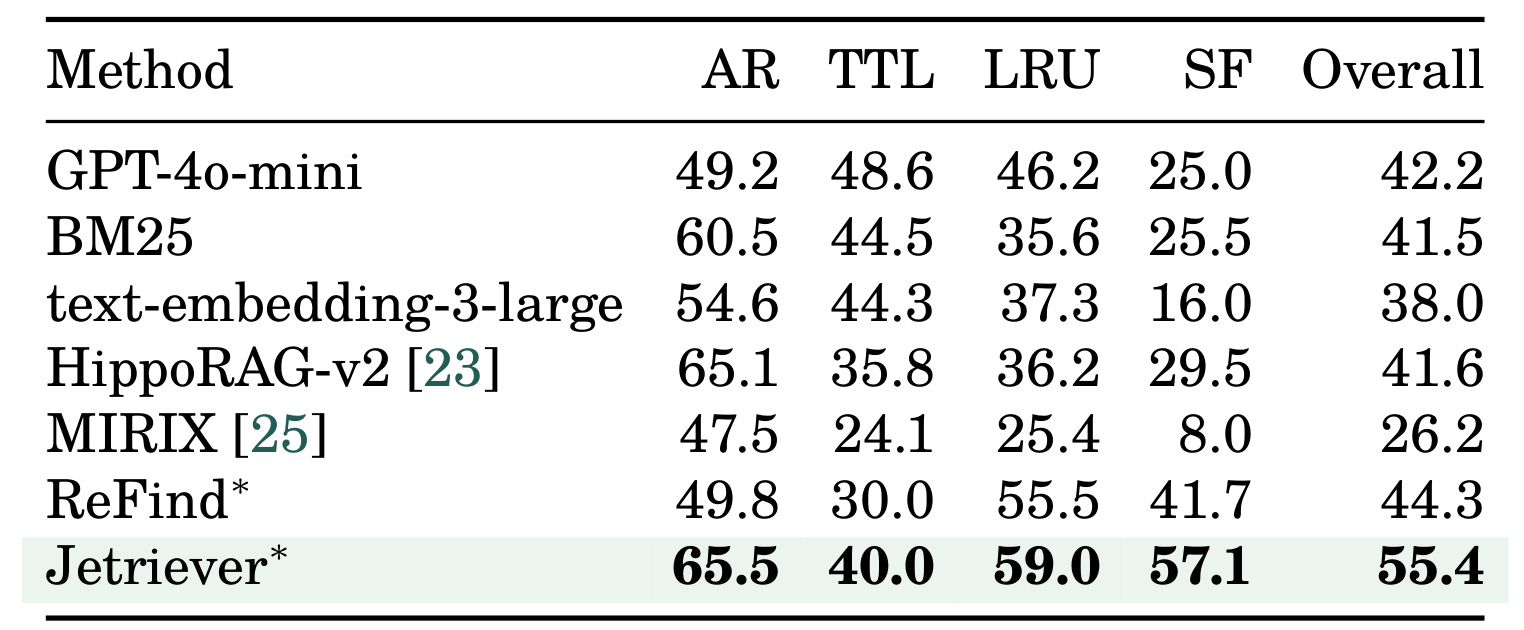 Method AR TTL LRU SF Overall
GPT-4o-mini 49.2 48.6 46.2 25.0 42.2
BM25 60.5 44.5 35.6 25.5 41.5
text-embedding-3-large 54.6 44.3 37.3 16.0 38.0
HippoRAG-v2 [23] 65.1 35.8 36.2 29.5 41.6
MIRIX [25] 47.5 24.1 25.4 8.0 26.2
ReFind* 49.8 30.0 55.5 41.7 44.3
Jetriever* 65.5 40.0 59.0 57.1 55.4